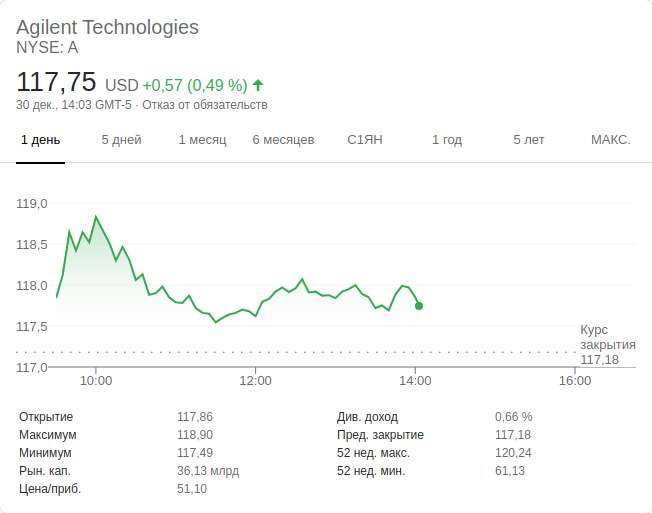 Agilent Technologies
NYSE: A
117,75 USD +0,57 (0,49 %)
30 дек., 14:03 GMT-5 · Отказ от обязательств
1 день 5 дней 1 месяц 6 месяцев С1ЯН 1 год 5 лет МАКС.
119,0
118,5
118,0
117,5
117,0
Курс
закрытия
117,18
10:00 12:00 14:00 16:00
Открытие 117,86
Максимум 118,90
Минимум 117,49
Рын. кап. 36,13 млрд
Цена/приб. 51,10
Див. доход 0,66 %
Пред. закрытие 117,18
52 нед. макс. 120,24
52 нед. мин. 61,13